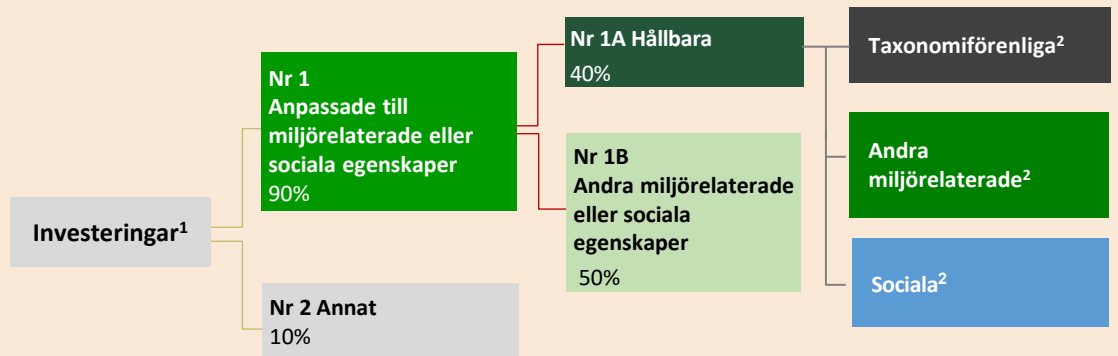 Investeringar¹
Nr 1
Anpassade till
miljörelaterade eller
sociala egenskaper
90%
Nr 2 Annat
10%
Nr 1A Hållbara
40%
Nr 1B
Andra miljörelaterade
eller sociala
egenskaper
50%
Taxonomiförenliga²
Andra
miljörelaterade²
Sociala²